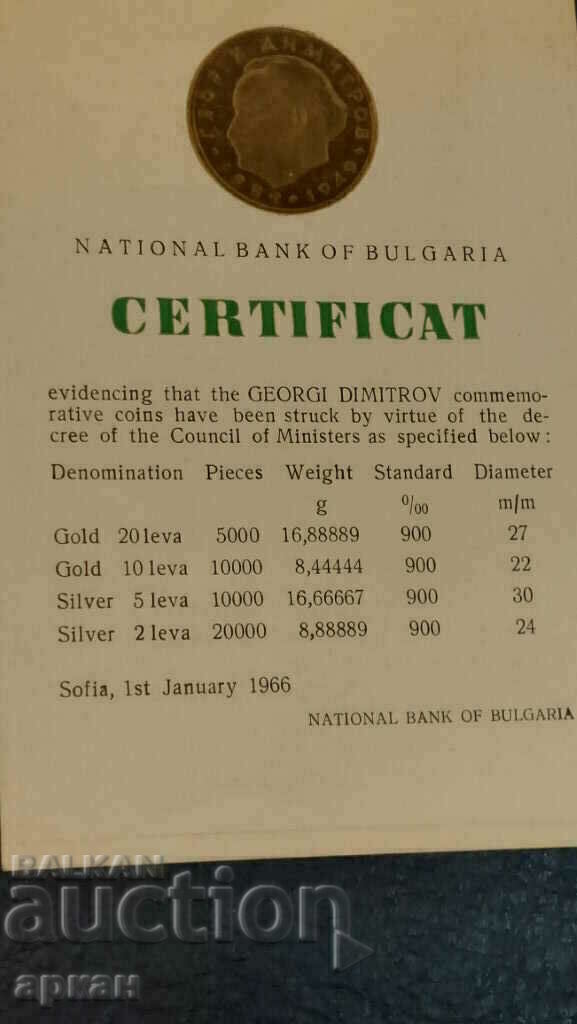 ГЕОРГИ ДИМИТРОВ
1882 • 1949
NATIONAL BANK OF BULGARIA
CERTIFICAT
evidencing that the GEORGI DIMITROV commemo-
rative coins have been struck by virtue of the de-
cree of the Council of Ministers as specified below :
Denomination Pieces Weight Standard Diameter
g ⁰/₀₀ m/m
Gold 20 leva 5000 16,88889 900 27
Gold 10 leva 10000 8,44444 900 22
Silver 5 leva 10000 16,66667 900 30
Silver 2 leva 20000 8,88889 900 24
Sofia, 1st January 1966
NATIONAL BANK OF BULGARIA
BALKAN
auction
аркан